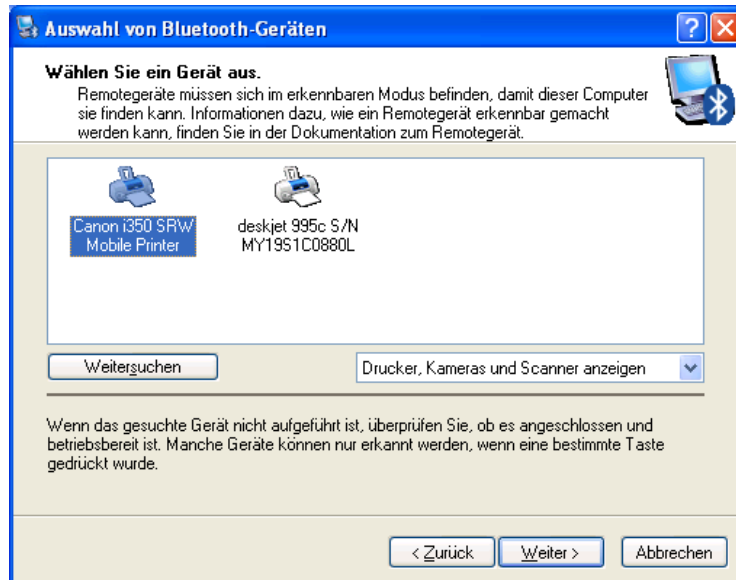 Auswahl von Bluetooth-Geräten
Wählen Sie ein Gerät aus.
Remotegeräte müssen sich im erkennbaren Modus befinden, damit dieser Computer
sie finden kann. Informationen dazu, wie ein Remotegerät erkennbar gemacht
werden kann, finden Sie in der Dokumentation zum Remotegerät.
Canon i350 SRW
Mobile Printer
deskjet 995c S/N
MY19S1C0880L
Weitersuchen
Drucker, Kameras und Scanner anzeigen
Wenn das gesuchte Gerät nicht aufgeführt ist, überprüfen Sie, ob es angeschlossen und
betriebsbereit ist. Manche Geräte können nur erkannt werden, wenn eine bestimmte Taste
gedrückt wurde.
< Zurück
Weiter >
Abbrechen